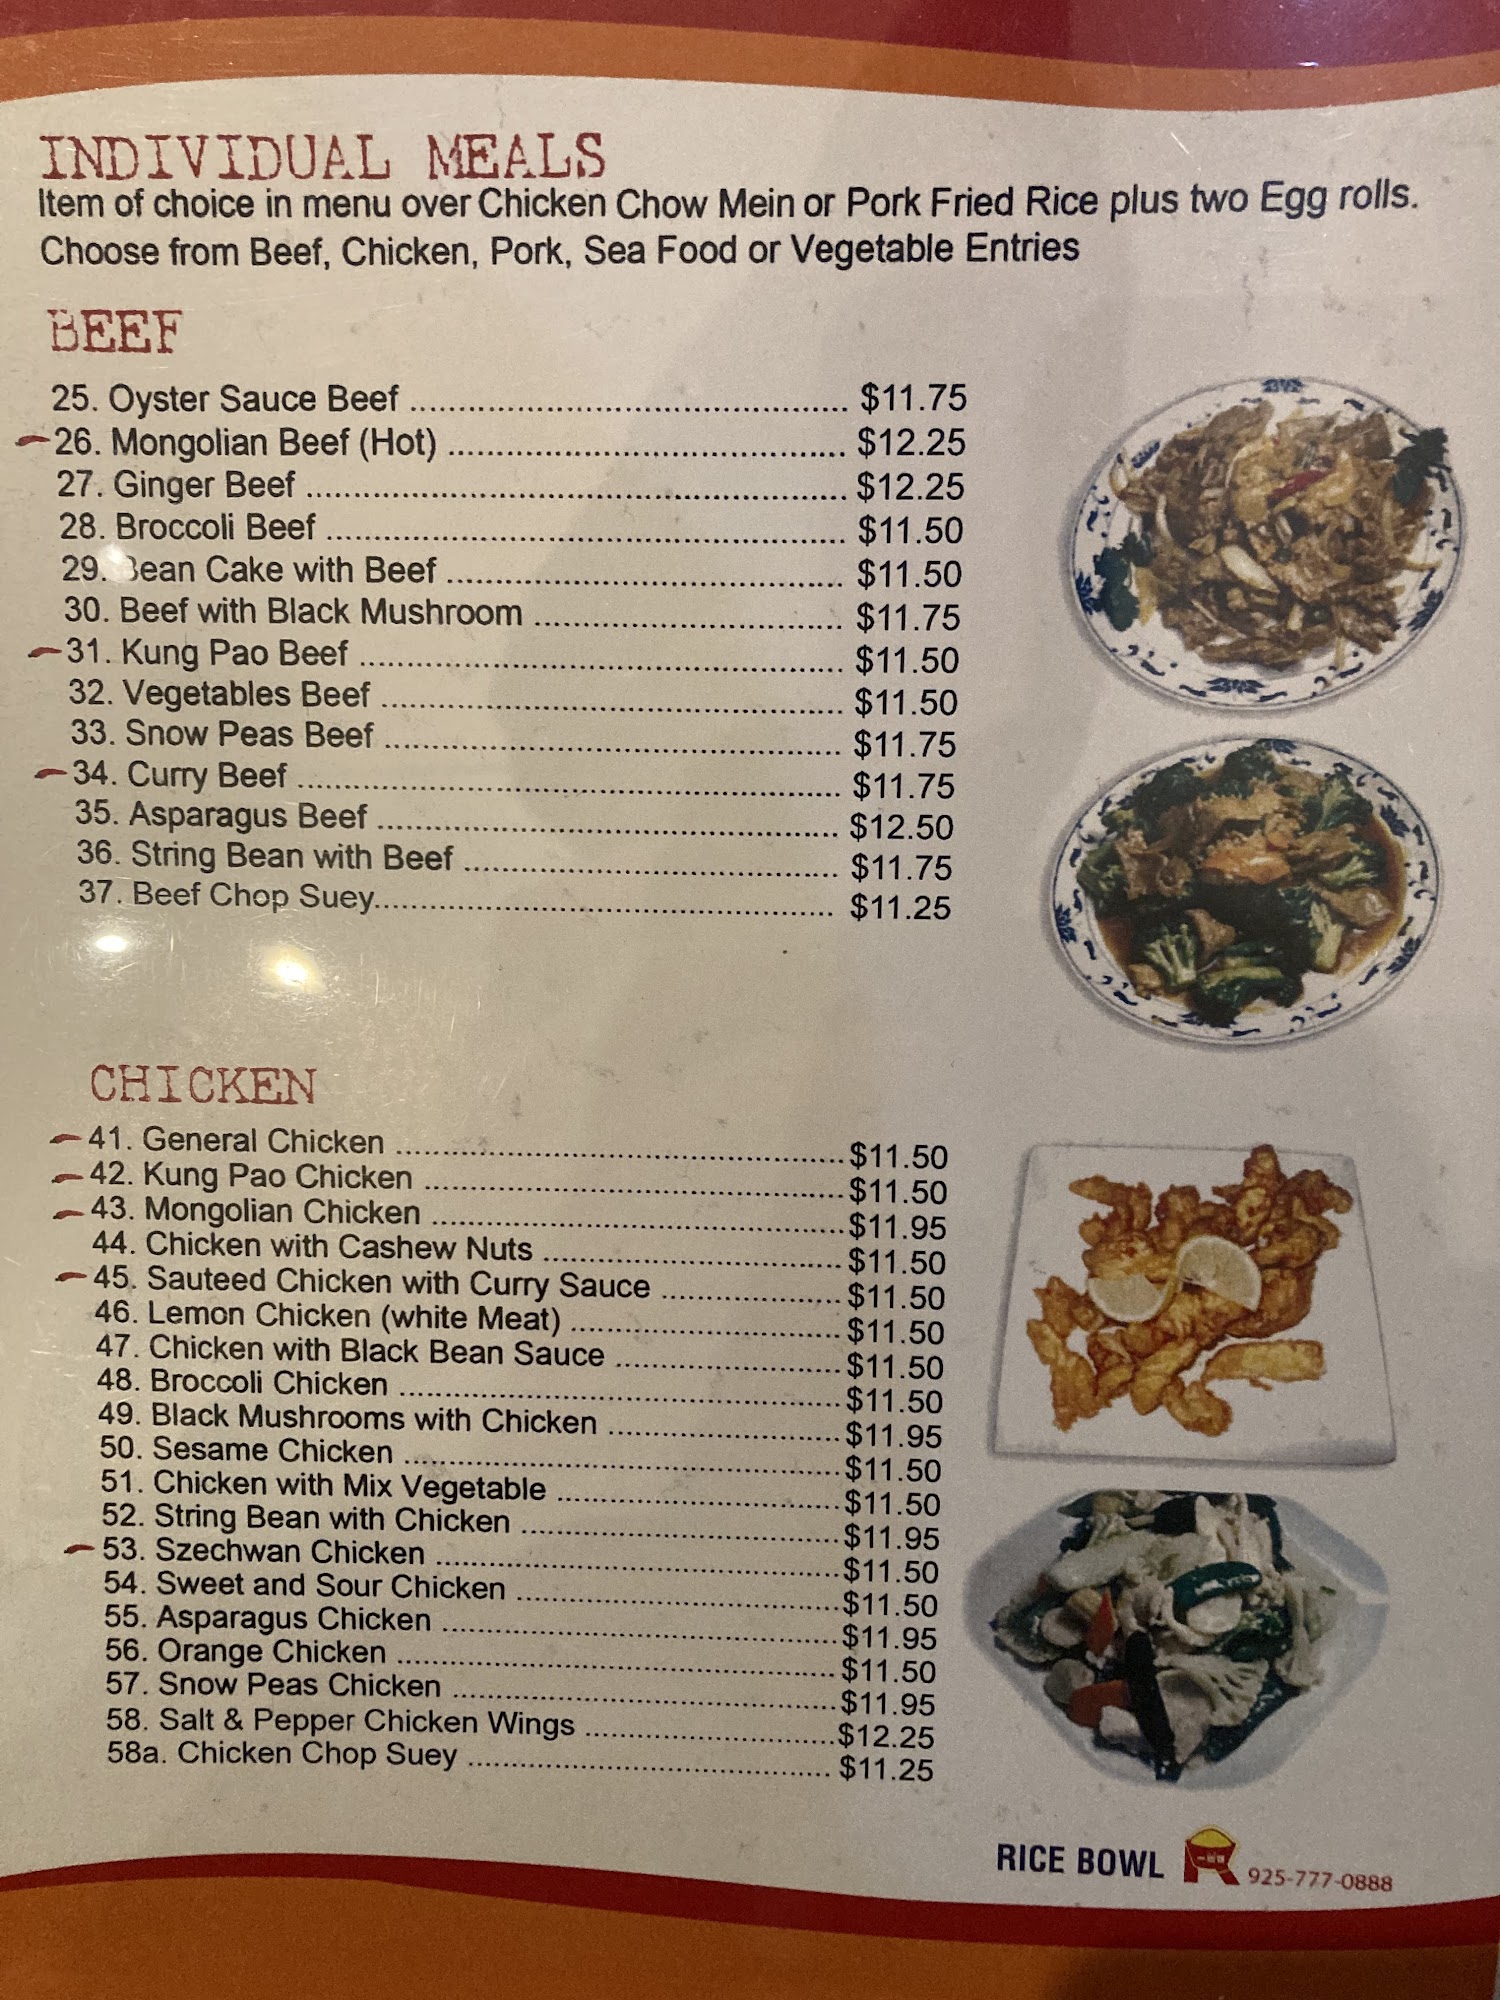 INDIVIDUAL MEALS
Item of choice in menu over Chicken Chow Mein or Pork Fried Rice plus two Egg rolls.
Choose from Beef, Chicken, Pork, Sea Food or Vegetable Entries
BEEF
25. Oyster Sauce Beef ........ $11.75
26. Mongolian Beef (Hot) ........ $12.25
27. Ginger Beef ........ $12.25
28. Broccoli Beef ........ $11.50
29. Bean Cake with Beef ........ $11.50
30. Beef with Black Mushroom ........ $11.75
31. Kung Pao Beef ........ $11.50
32. Vegetables Beef ........ $11.50
33. Snow Peas Beef ........ $11.75
34. Curry Beef ........ $11.75
35. Asparagus Beef ........ $12.50
36. String Bean with Beef ........ $11.75
37. Beef Chop Suey........ $11.25
CHICKEN
41. General Chicken ........ $11.50
42. Kung Pao Chicken ........ $11.50
43. Mongolian Chicken ........ $11.95
44. Chicken with Cashew Nuts ........ $11.50
45. Sauteed Chicken with Curry Sauce ........ $11.50
46. Lemon Chicken (white Meat) ........ $11.50
47. Chicken with Black Bean Sauce ........ $11.50
48. Broccoli Chicken ........ $11.50
49. Black Mushrooms with Chicken ........ $11.95
50. Sesame Chicken ........ $11.50
51. Chicken with Mix Vegetable ........ $11.50
52. String Bean with Chicken ........ $11.95
53. Szechwan Chicken ........ $11.50
54. Sweet and Sour Chicken ........ $11.50
55. Asparagus Chicken ........ $11.95
56. Orange Chicken ........ $11.50
57. Snow Peas Chicken ........ $11.95
58. Salt & Pepper Chicken Wings ........ $12.25
58a. Chicken Chop Suey ........ $11.25
RICE BOWL 925-777-0888